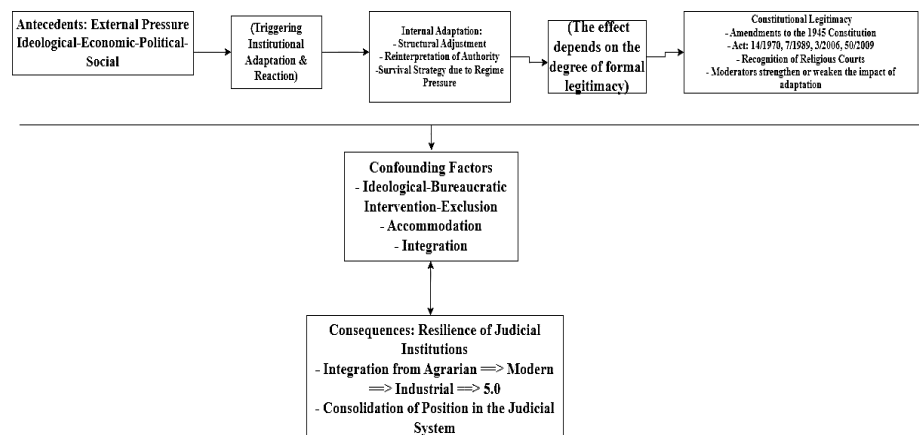 Antecedents: External Pressure
Ideological-Economic-Political-
Social
(Triggering
Institutional
Adaptation &
Reaction)
Internal Adaptation:
- Structural Adjustment
- Reinterpretation of Authority
-Survival Strategy due to Regime
Pressure
(The effect
depends on the
degree of formal
legitimacy)
Constitutional Legitimacy
- Amendments to the 1945 Constitution
- Act: 14/1970, 7/1989, 3/2006, 50/2009
- Recognition of Religious Courts
- Moderators strengthen or weaken the impact of
adaptation
Confounding Factors
- Ideological-Bureaucratic
Intervention-Exclusion
- Accommodation
- Integration
Consequences: Resilience of Judicial
Institutions
- Integration from Agrarian ==> Modern
==> Industrial ==> 5.0
- Consolidation of Position in the Judicial
System